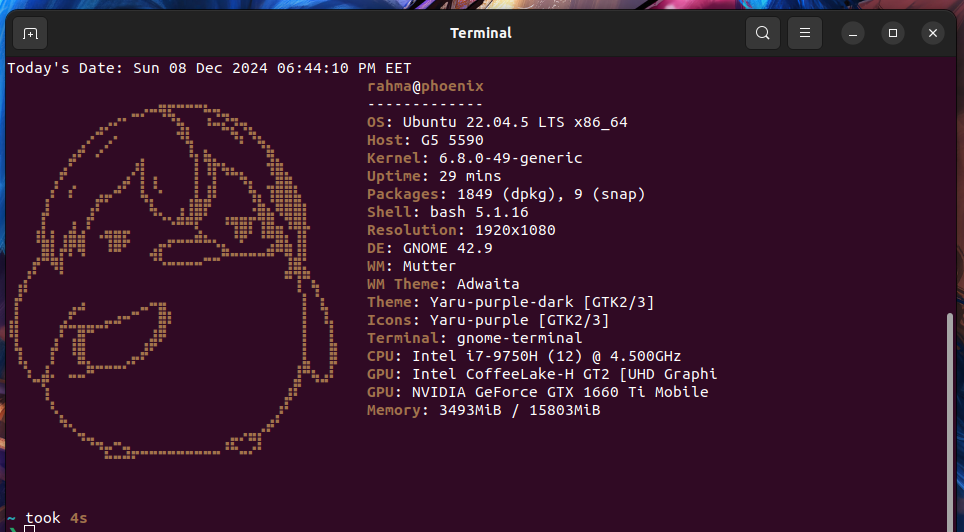 Terminal
Today's Date: Sun 08 Dec 2024 06:44:10 PM EET
rahma@phoenix
-------------
OS: Ubuntu 22.04.5 LTS x86_64
Host: G5 5590
Kernel: 6.8.0-49-generic
Uptime: 29 mins
Packages: 1849 (dpkg), 9 (snap)
Shell: bash 5.1.16
Resolution: 1920x1080
DE: GNOME 42.9
WM: Mutter
WM Theme: Adwaita
Theme: Yaru-purple-dark [GTK2/3]
Icons: Yaru-purple [GTK2/3]
Terminal: gnome-terminal
CPU: Intel i7-9750H (12) @ 4.500GHz
GPU: Intel CoffeeLake-H GT2 [UHD Graphi
GPU: NVIDIA GeForce GTX 1660 Ti Mobile
Memory: 3493MiB / 15803MiB
~ took 4s